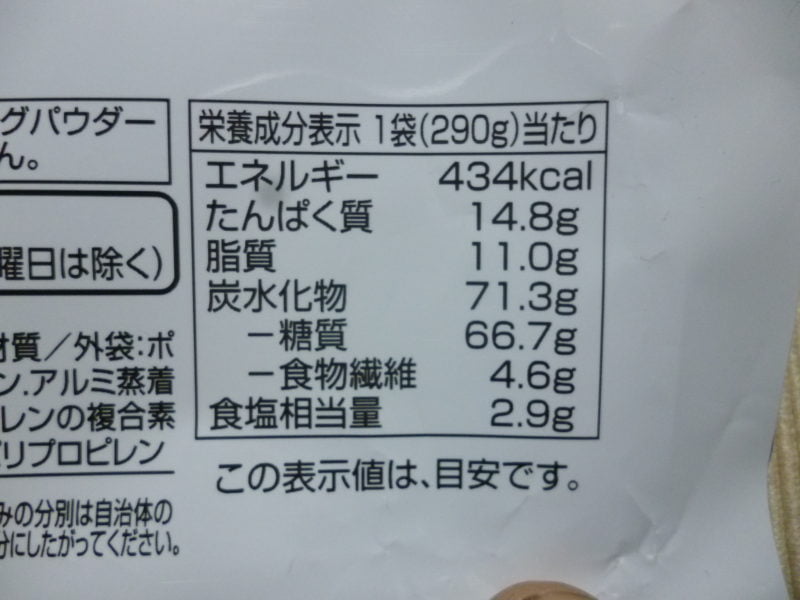 グパウダー
ん。
曜日は除く)
材質／外袋:ポ
ン.アルミ蒸着
レンの複合素
ポリプロピレン
みの分別は自治体の
分にしたがってください。
栄養成分表示 1袋(290g)当たり
エネルギー 434kcal
たんぱく質 14.8g
脂質 11.0g
炭水化物 71.3g
－糖質 66.7g
－食物繊維 4.6g
食塩相当量 2.9g
この表示値は、目安です。